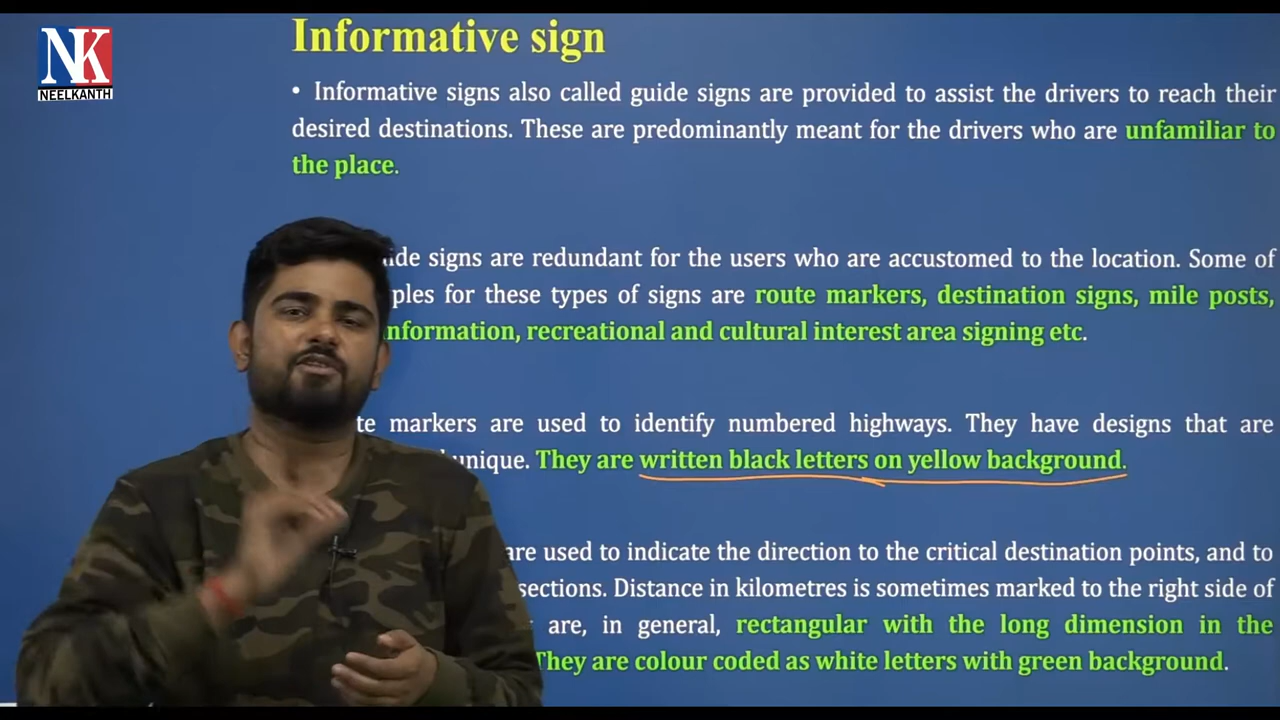 NK
NEELKANTH
Informative sign
• Informative signs also called guide signs are provided to assist the drivers to reach their
desired destinations. These are predominantly meant for the drivers who are unfamiliar to
the place.
signs are redundant for the users who are accustomed to the location. Some of
for these types of signs are route markers, destination signs, mile posts,
recreational and cultural interest area signing etc.
markers are used to identify numbered highways. They have designs that are
unique. They are written black letters on yellow background.
are used to indicate the direction to the critical destination points, and to
Distance in kilometres is sometimes marked to the right side of
are, in general, rectangular with the long dimension in the
They are colour coded as white letters with green background.